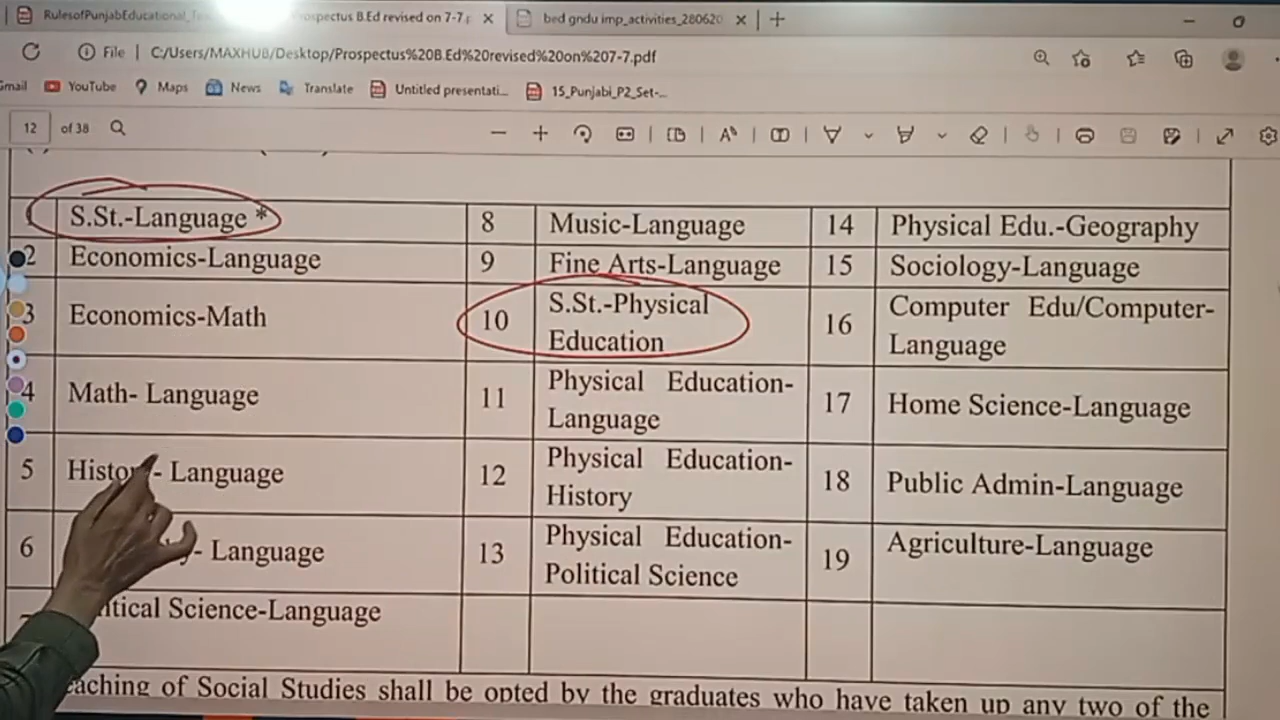 RulesofPunjabEducational_
rospectus B.Ed revised on 7-7.p
bed gndu imp_activities_280620
File | C:/Users/MAXHUB/Desktop/Prospectus%20B.Ed%20revised%20on%207-7.pdf
Gmail YouTube Maps News Translate Untitled presentati... 15_Punjabi_P2_Set-...
12 of 38
S.St.-Language * 8 Music-Language 14 Physical Edu.-Geography
2 Economics-Language 9 Fine Arts-Language 15 Sociology-Language
3 Economics-Math 10 S.St.-Physical
Education 16 Computer Edu/Computer-
Language
4 Math- Language 11 Physical Education-
Language 17 Home Science-Language
5 History- Language 12 Physical Education-
History 18 Public Admin-Language
6 - Language 13 Physical Education-
Political Science 19 Agriculture-Language
itical Science-Language
eaching of Social Studies shall be opted by the graduates who have taken up any two of the